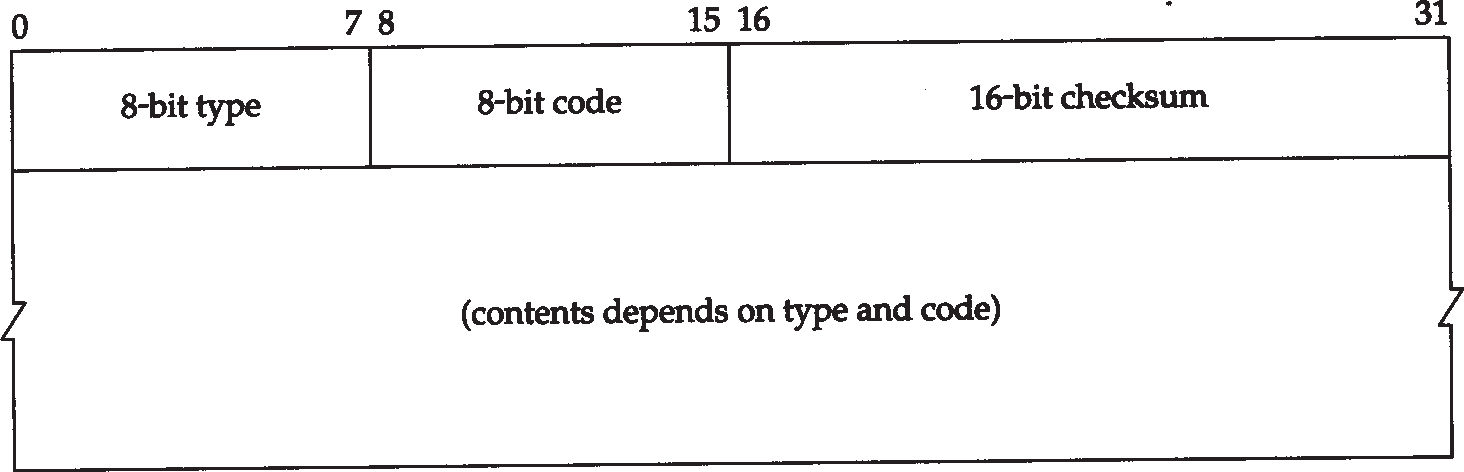 0 7 8 15 16 31
8-bit type 8-bit code 16-bit checksum
(contents depends on type and code)